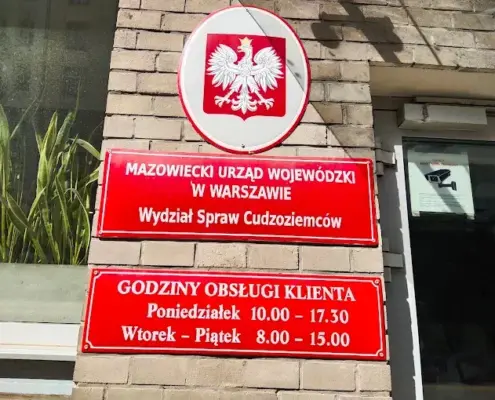 MAZOWIECKI URZĄD WOJEWÓDZKI
W WARSZAWIE
Wydział Spraw Cudzoziemców
GODZINY OBSŁUGI KLIENTA
Poniedziałek 10.00 – 17.30
Wtorek – Piątek 8.00 – 15.00